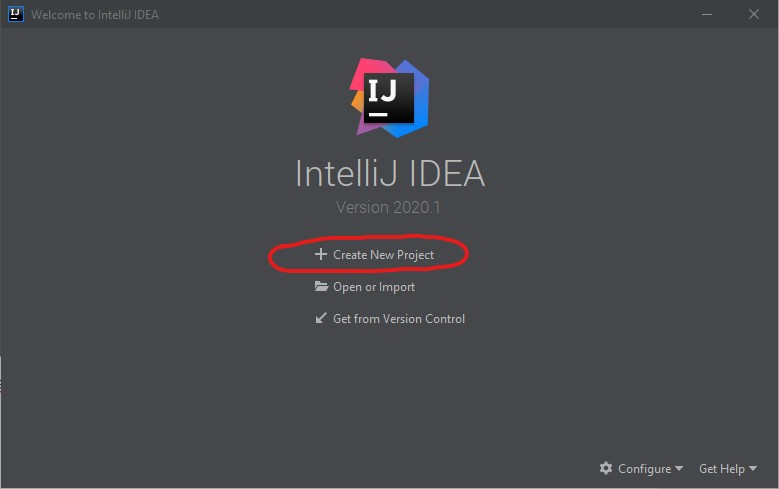 Welcome to IntelliJ IDEA
IJ
IJ
IntelliJ IDEA
Version 2020.1
Create New Project
Open or Import
Get from Version Control
Configure
Get Help